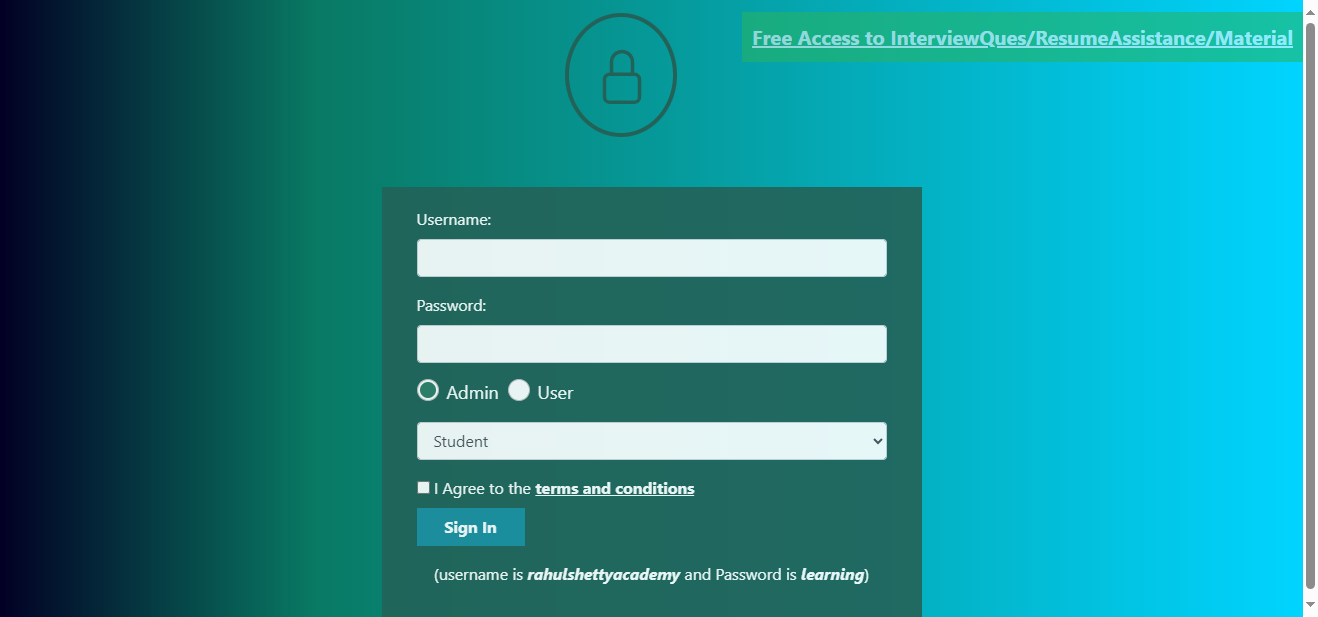 Free Access to InterviewQues/ResumeAssistance/Material
Username:
Password:
Admin User
Student
I Agree to the terms and conditions
Sign In
(username is rahulshettyacademy and Password is learning)